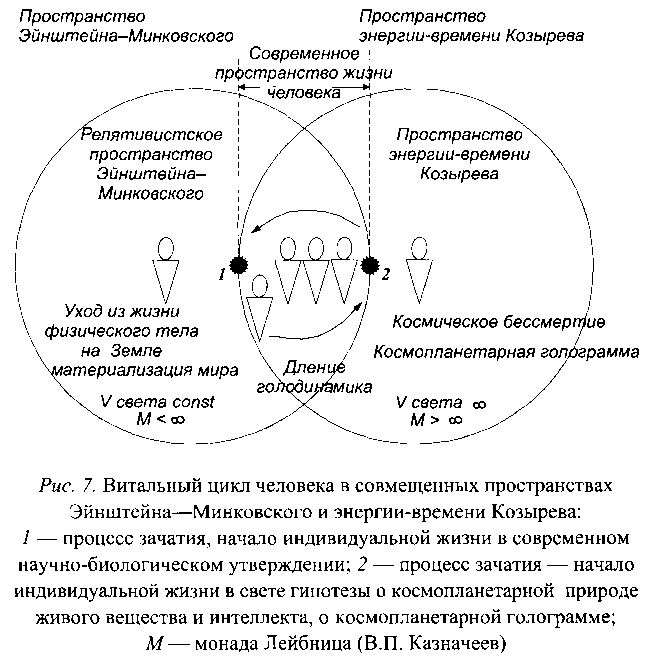 Пространство
Эйнштейна–Минковского
Пространство
энергии-времени Козырева
Современное
пространство жизни
человека
Релятивистское
пространство
Эйнштейна–
Минковского
Пространство
энергии-времени
Козырева
1
2
Уход из жизни
физического тела
на Земле
материализация мира
Космическое бессмертие
Космопланетарная голограмма
Дление
голодинамика
V света const
М < ∞
V света ∞
М > ∞
Рис. 7. Витальный цикл человека в совмещенных пространствах
Эйнштейна—Минковского и энергии-времени Козырева:
1 — процесс зачатия, начало индивидуальной жизни в современном
научно-биологическом утверждении; 2 — процесс зачатия — начало
индивидуальной жизни в свете гипотезы о космопланетарной природе
живого вещества и интеллекта, о космопланетарной голограмме;
М — монада Лейбница (В.П. Казначеев)